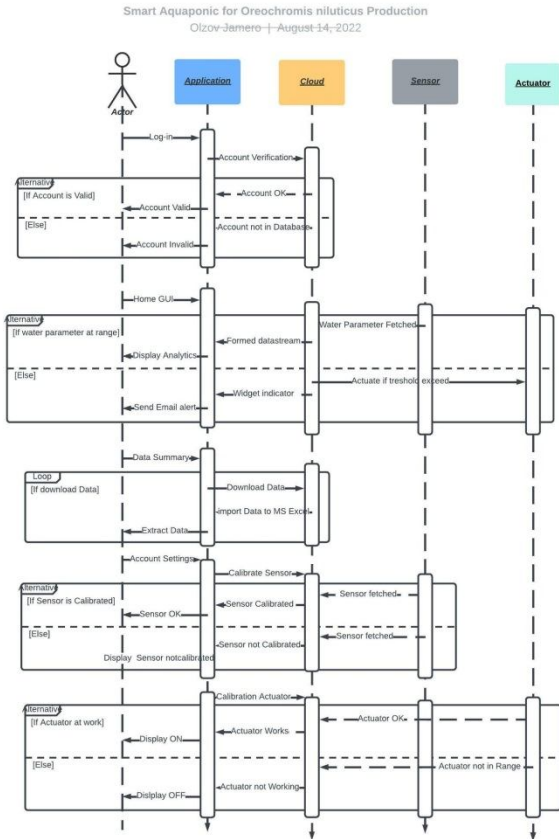 Smart Aquaponic for Oreochromis niluticus Production
Olzov Jamero | August 14, 2022
Application
Cloud
Sensor
Actuator
Actor
Log-in
Account Verification
Alternative
[If Account is Valid]
Account OK
Account Valid
[Else]
Account not in Database
Account Invalid
Home GUI
Alternative
[If water parameter at range]
Water Parameter Fetched
Formed datastream
Display Analytics
[Else]
Actuate if treshold exceed
Widget indicator
Send Email alert
Data Summary
Loop
[If download Data]
Download Data
import Data to MS Excel
Extract Data
Account Settings
Calibrate Sensor
Alternative
[If Sensor is Calibrated]
Sensor fetched
Sensor Calibrated
Sensor OK
[Else]
Sensor fetched
Sensor not Calibrated
Display Sensor notcalibrated
Calibration Actuator
Alternative
[If Actuator at work]
Actuator OK
Actuator Works
Display ON
[Else]
Actuator not in Range
Actuator not Working
Dislplay OFF